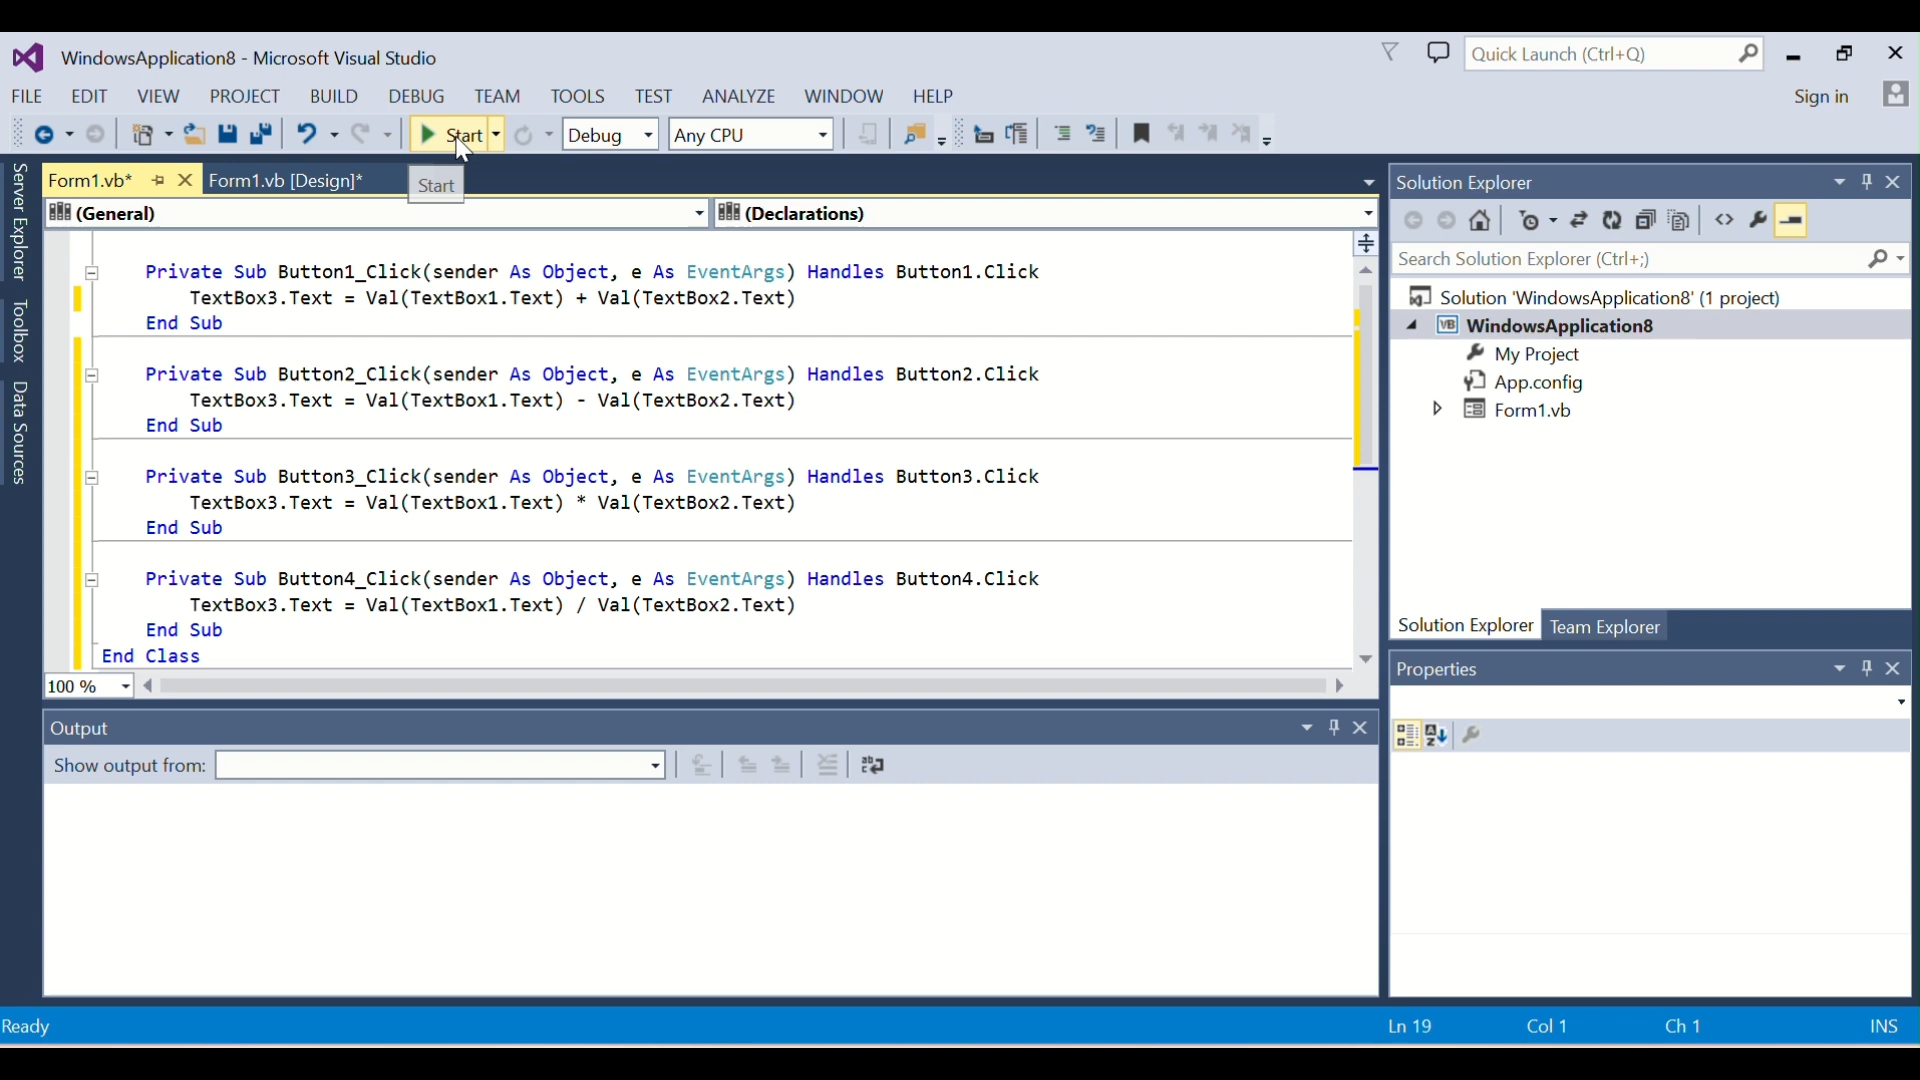 WindowsApplication8 - Microsoft Visual Studio
Quick Launch (Ctrl+Q)
FILE EDIT VIEW PROJECT BUILD DEBUG TEAM TOOLS TEST ANALYZE WINDOW HELP
Sign in
Start Debug Any CPU
Server Explorer
Toolbox
Data Sources
Form1.vb* Form1.vb [Design]*
Start
(General) (Declarations)
Private Sub Button1_Click(sender As Object, e As EventArgs) Handles Button1.Click
TextBox3.Text = Val(TextBox1.Text) + Val(TextBox2.Text)
End Sub
Private Sub Button2_Click(sender As Object, e As EventArgs) Handles Button2.Click
TextBox3.Text = Val(TextBox1.Text) - Val(TextBox2.Text)
End Sub
Private Sub Button3_Click(sender As Object, e As EventArgs) Handles Button3.Click
TextBox3.Text = Val(TextBox1.Text) * Val(TextBox2.Text)
End Sub
Private Sub Button4_Click(sender As Object, e As EventArgs) Handles Button4.Click
TextBox3.Text = Val(TextBox1.Text) / Val(TextBox2.Text)
End Sub
End Class
100 %
Output
Show output from:
Solution Explorer
Search Solution Explorer (Ctrl+;)
Solution 'WindowsApplication8' (1 project)
VB WindowsApplication8
My Project
App.config
Form1.vb
Solution Explorer Team Explorer
Properties
Ready Ln 19 Col 1 Ch 1 INS